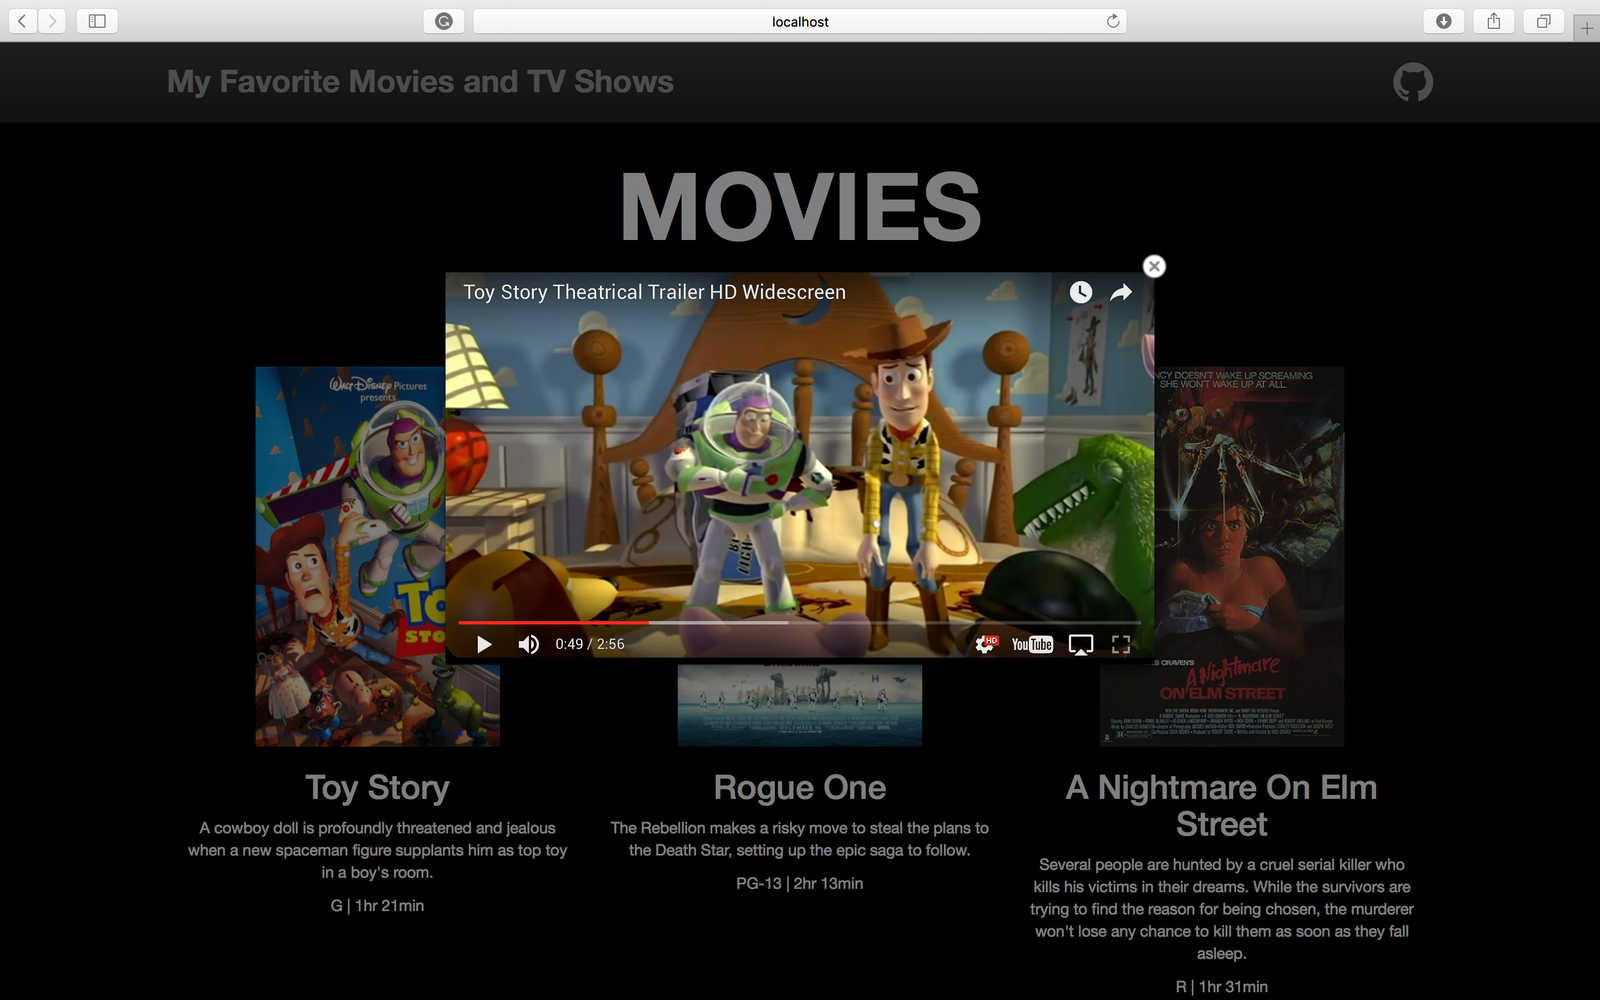 localhost
My Favorite Movies and TV Shows
MOVIES
Toy Story Theatrical Trailer HD Widescreen
WALT DISNEY Pictures
presents
NCY DOESN'T WAKE UP SCREAMING
SHE WON'T WAKE UP AT ALL.
TO
STO
0:49 / 2:56
HD
YouTube
S CRAVEN'S
A Nightmare
ON ELM STREET
Toy Story
A cowboy doll is profoundly threatened and jealous
when a new spaceman figure supplants him as top toy
in a boy's room.
G | 1hr 21min
Rogue One
The Rebellion makes a risky move to steal the plans to
the Death Star, setting up the epic saga to follow.
PG-13 | 2hr 13min
A Nightmare On Elm
Street
Several people are hunted by a cruel serial killer who
kills his victims in their dreams. While the survivors are
trying to find the reason for being chosen, the murderer
won't lose any chance to kill them as soon as they fall
asleep.
R | 1hr 31min